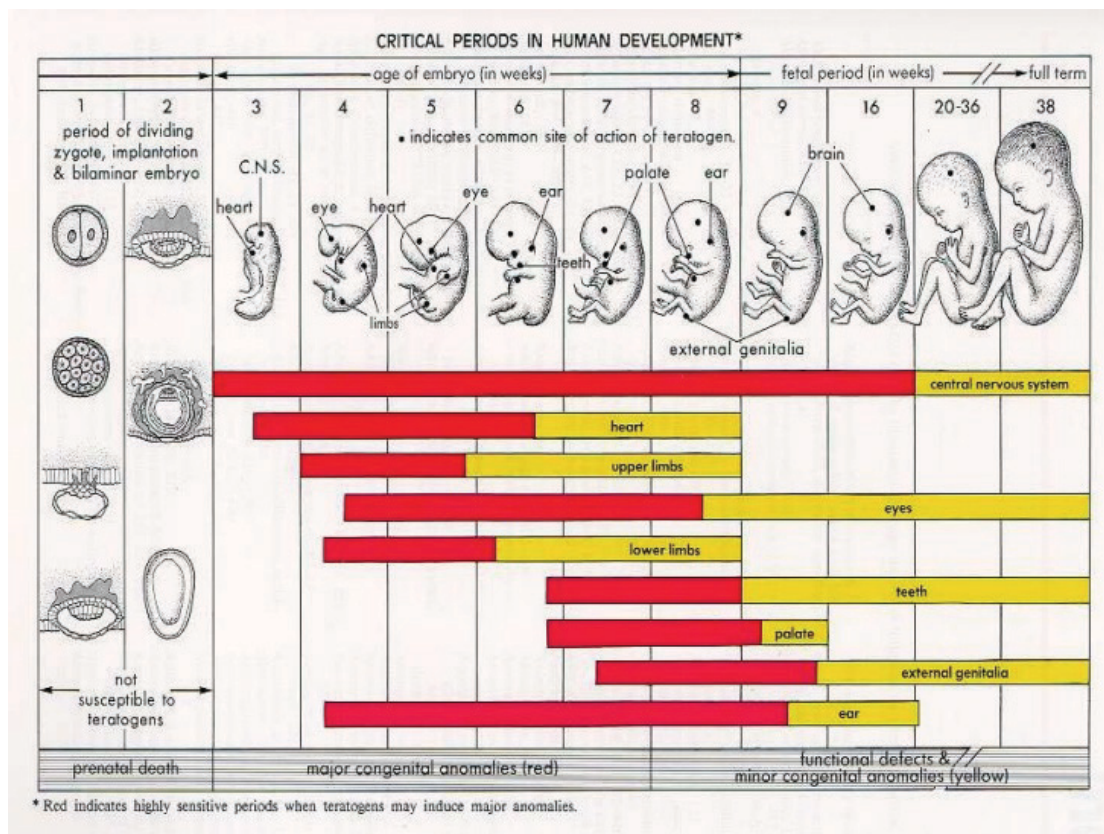 CRITICAL PERIODS IN HUMAN DEVELOPMENT*
age of embryo (in weeks)
fetal period (in weeks)
full term
1
2
3
4
5
6
7
8
9
16
20-36
38
period of dividing
zygote, implantation
& bilaminar embryo
• indicates common site of action of teratogen.
C.N.S.
heart
eye
heart
eye
ear
palate
ear
brain
teeth
limbs
external genitalia
central nervous system
heart
upper limbs
eyes
lower limbs
teeth
palate
external genitalia
ear
not
susceptible to
teratogens
prenatal death
major congenital anomalies (red)
functional defects &
minor congenital anomalies (yellow)
* Red indicates highly sensitive periods when teratogens may induce major anomalies.